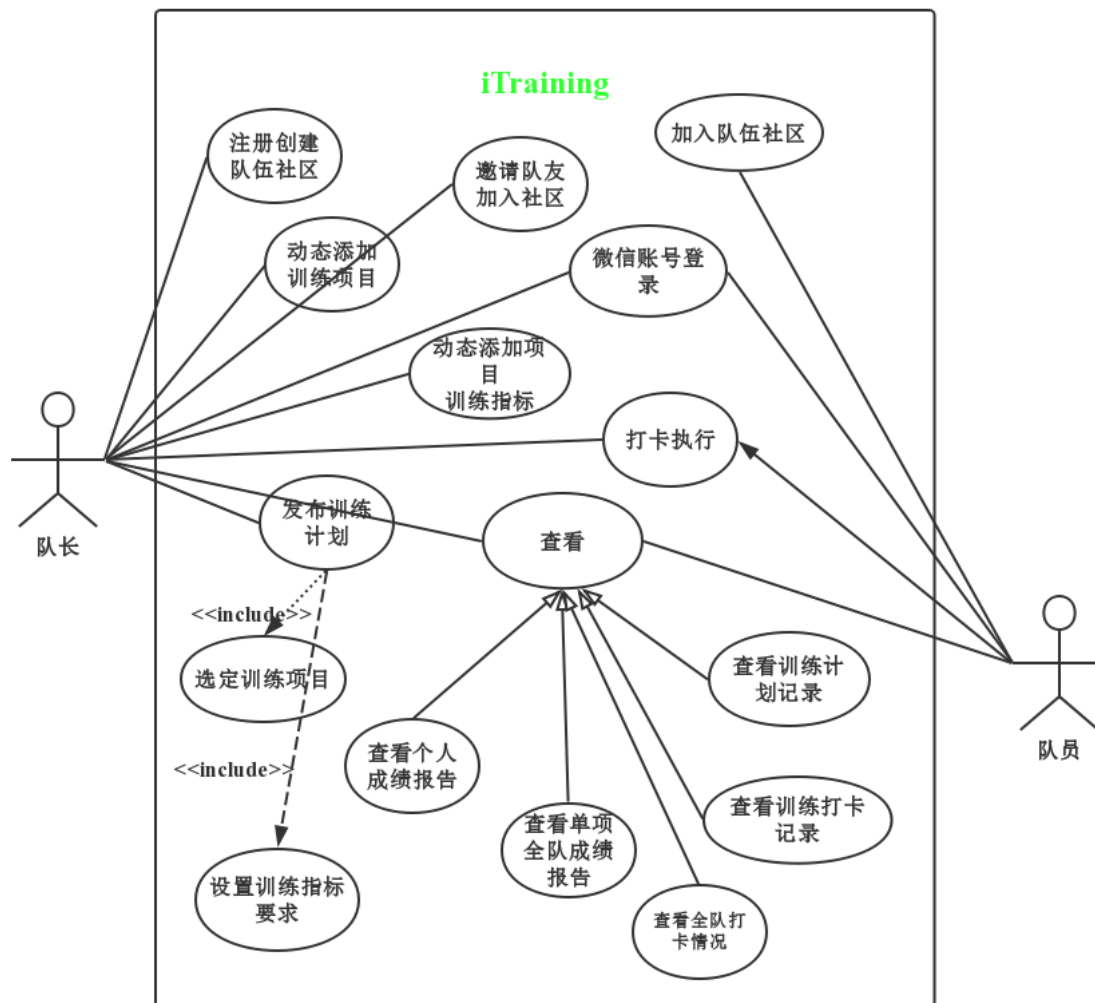 iTraining
注册创建
队伍社区
邀请队友
加入社区
加入队伍社区
动态添加
训练项目
微信账号登
录
动态添加项
目
训练指标
打卡执行
发布训练
计划
查看
队长
<<include>>
选定训练项目
查看训练计
划记录
队员
<<include>>
查看个人
成绩报告
查看单项
全队成绩
报告
查看训练打卡
记录
设置训练指标
要求
查看全队打
卡情况